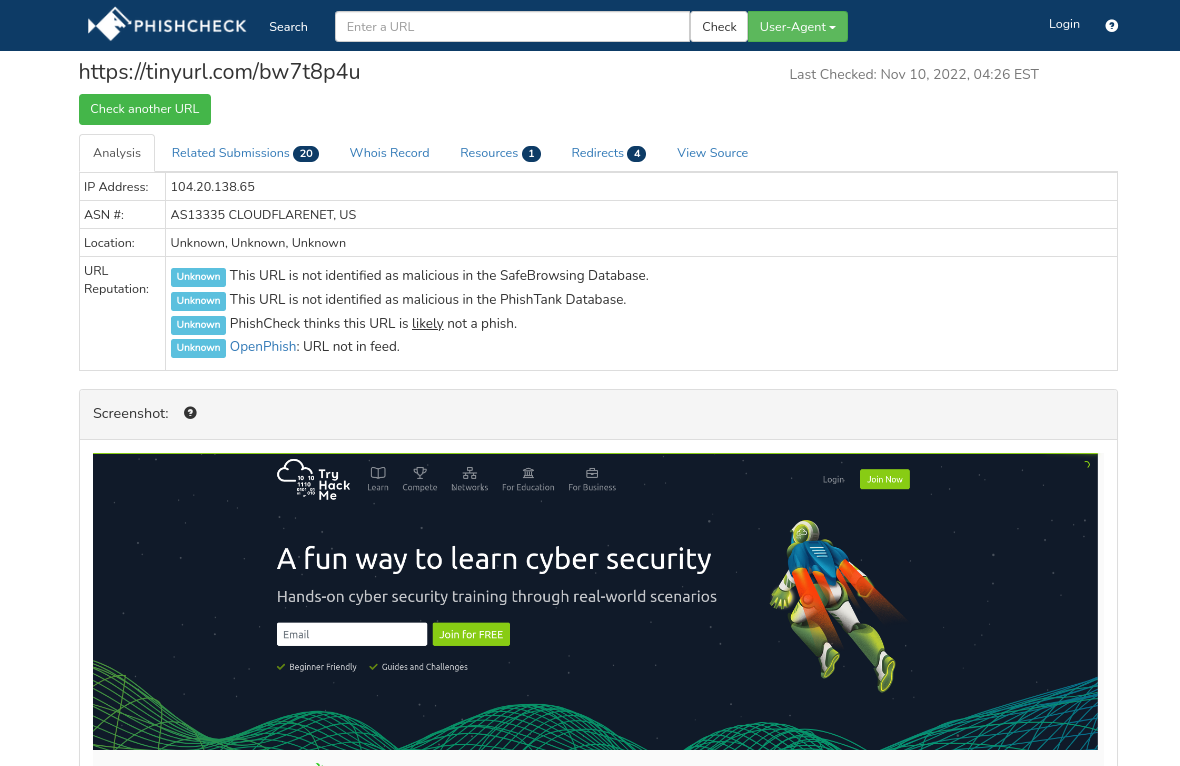 PHISHCHECK
Search
Enter a URL
Check
User-Agent
Login
https://tinyurl.com/bw7t8p4u
Last Checked: Nov 10, 2022, 04:26 EST
Check another URL
Analysis
Related Submissions 20
Whois Record
Resources 1
Redirects 4
View Source
IP Address: 104.20.138.65
ASN #: AS13335 CLOUDFLARENET, US
Location: Unknown, Unknown, Unknown
URL
Reputation:
Unknown This URL is not identified as malicious in the SafeBrowsing Database.
Unknown This URL is not identified as malicious in the PhishTank Database.
Unknown PhishCheck thinks this URL is likely not a phish.
Unknown OpenPhish: URL not in feed.
Screenshot:
Try
Hack
Me
Learn
Compete
Networks
For Education
For Business
Login
Join Now
A fun way to learn cyber security
Hands-on cyber security training through real-world scenarios
Email
Join for FREE
Beginner Friendly
Guides and Challenges